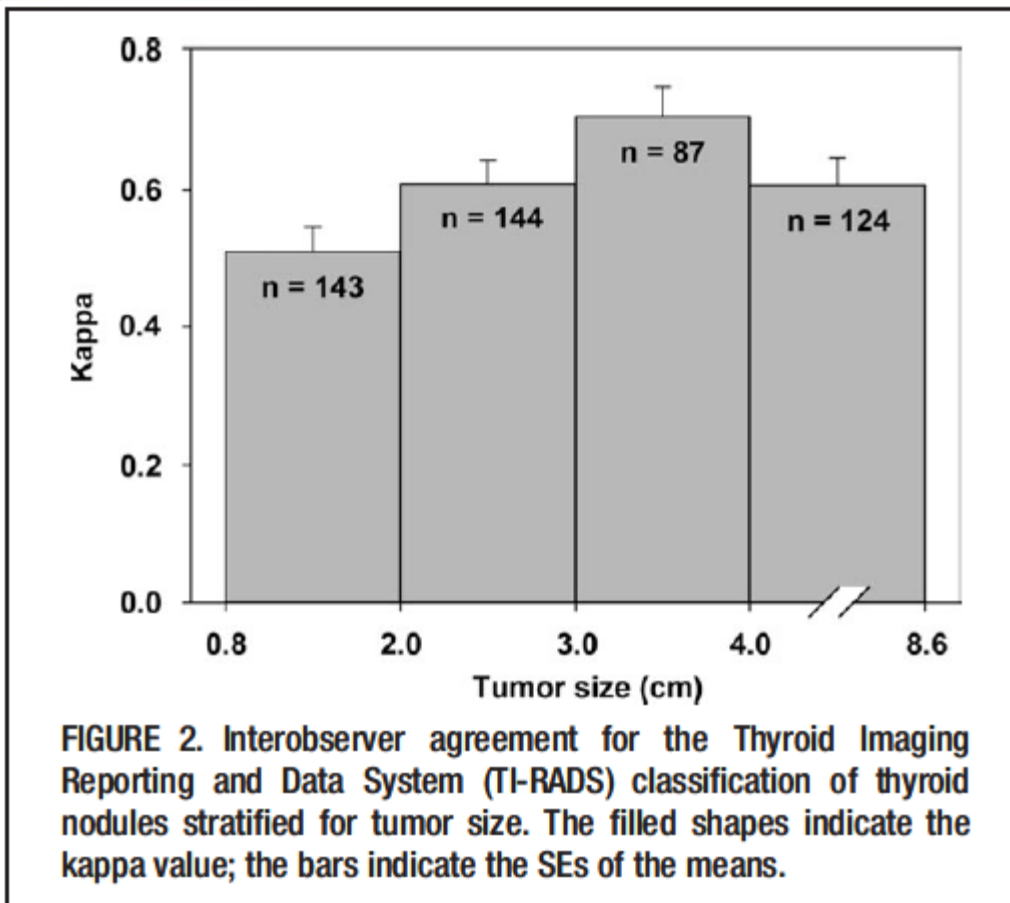 0.8
0.6
0.4
0.2
0.0
Kappa
n = 143
n = 144
n = 87
n = 124
0.8 2.0 3.0 4.0 8.6
Tumor size (cm)
FIGURE 2. Interobserver agreement for the Thyroid Imaging
Reporting and Data System (TI-RADS) classification of thyroid
nodules stratified for tumor size. The filled shapes indicate the
kappa value; the bars indicate the SEs of the means.